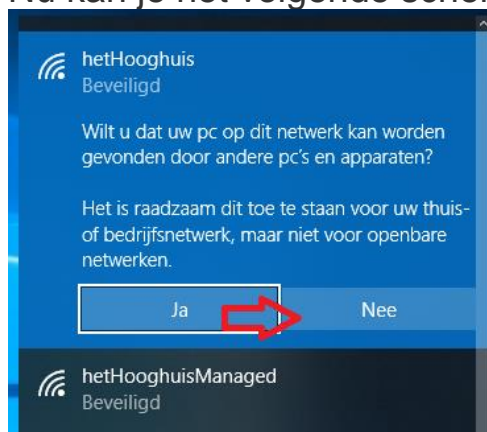 hetHooghuis
Beveiligd
Wilt u dat uw pc op dit netwerk kan worden
gevonden door andere pc's en apparaten?
Het is raadzaam dit toe te staan voor uw thuis-
of bedrijfsnetwerk, maar niet voor openbare
netwerken.
Ja
Nee
hetHooghuisManaged
Beveiligd